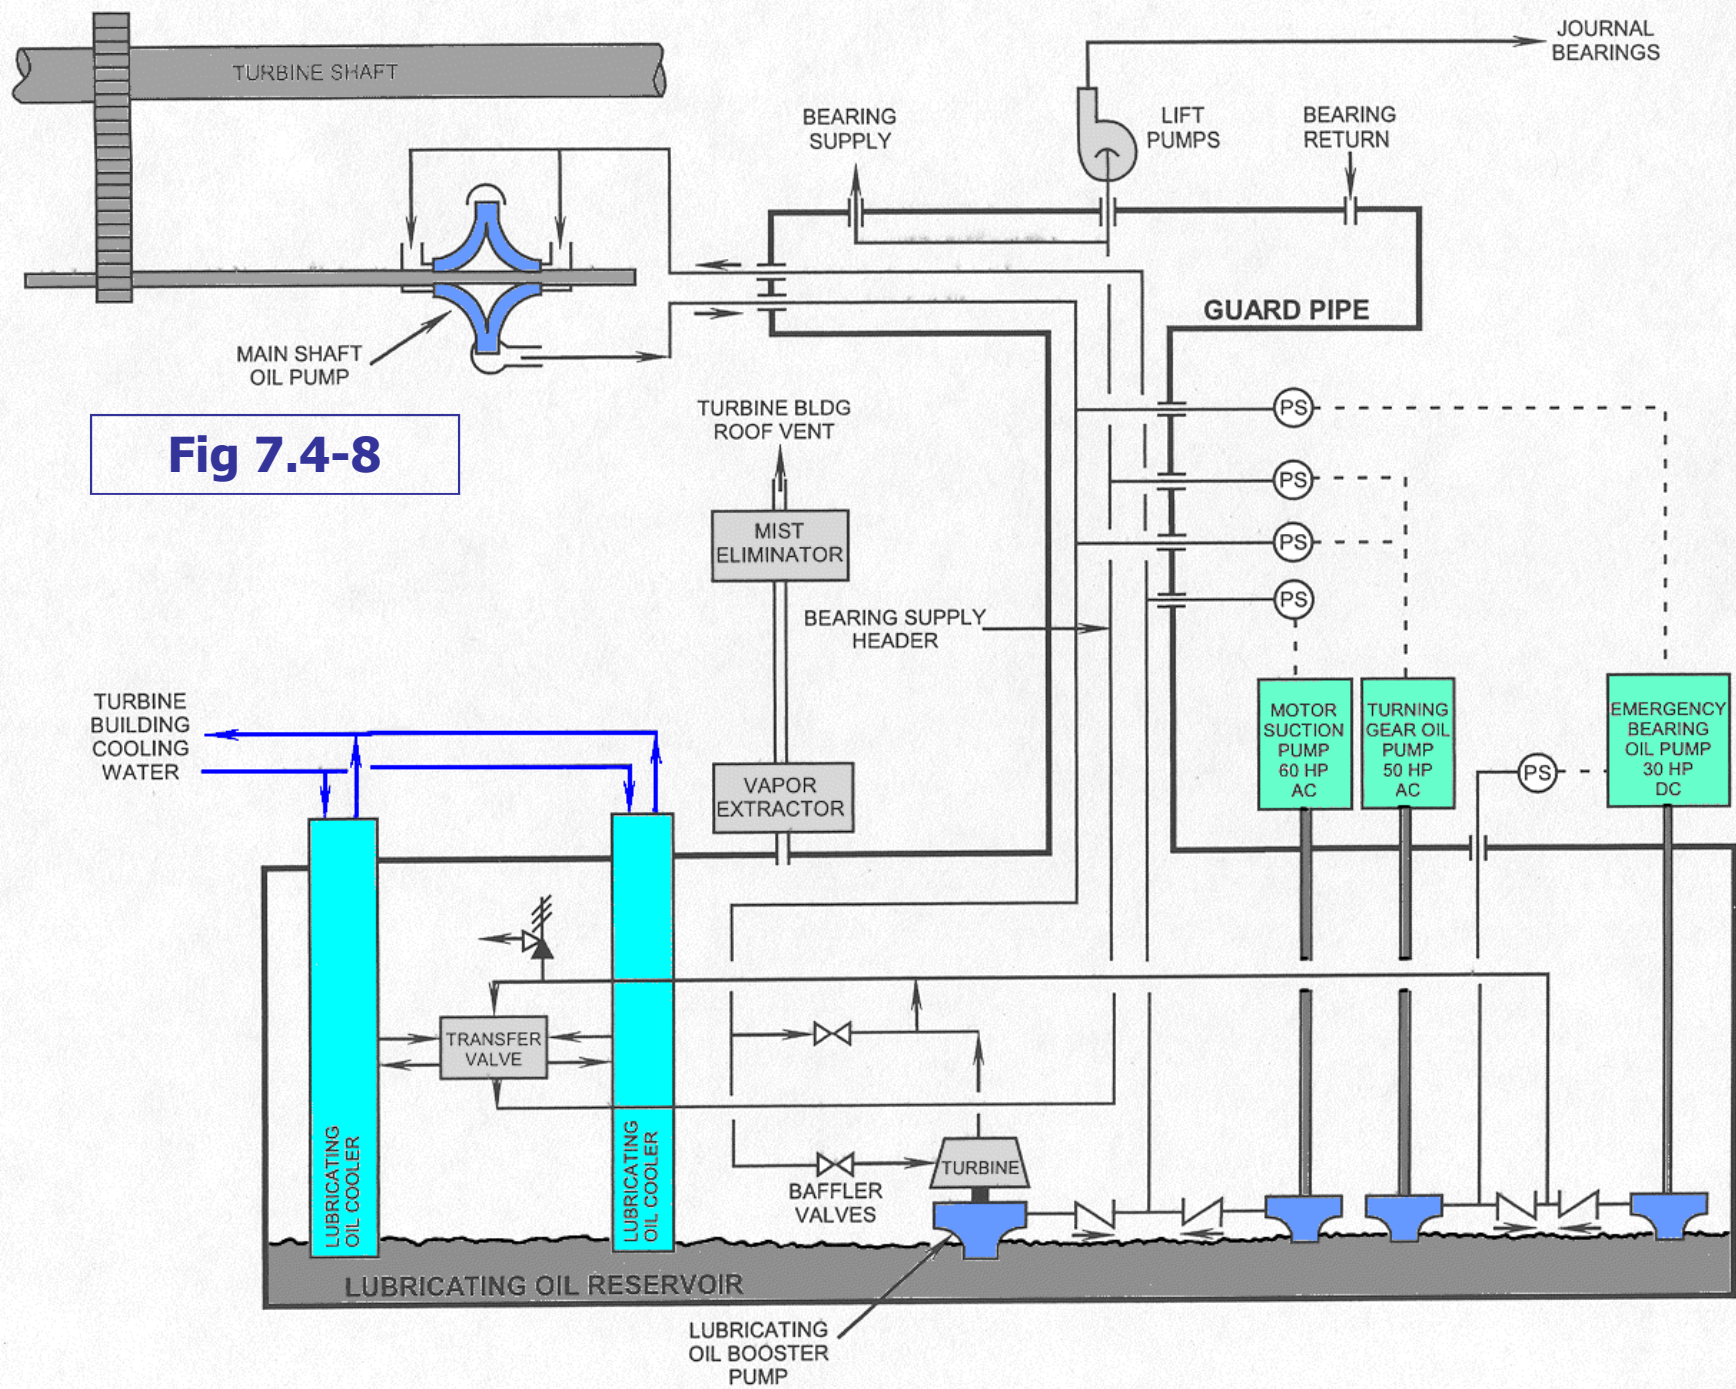 TURBINE SHAFT
JOURNAL
BEARINGS
BEARING
SUPPLY
LIFT
PUMPS
BEARING
RETURN
GUARD PIPE
MAIN SHAFT
OIL PUMP
Fig 7.4-8
TURBINE BLDG
ROOF VENT
MIST
ELIMINATOR
PS
PS
PS
PS
BEARING SUPPLY
HEADER
TURBINE
BUILDING
COOLING
WATER
VAPOR
EXTRACTOR
MOTOR
SUCTION
PUMP
60 HP
AC
TURNING
GEAR OIL
PUMP
50 HP
AC
PS
EMERGENCY
BEARING
OIL PUMP
30 HP
DC
TRANSFER
VALVE
LUBRICATING
OIL COOLER
LUBRICATING
OIL COOLER
TURBINE
BAFFLER
VALVES
LUBRICATING OIL RESERVOIR
LUBRICATING
OIL BOOSTER
PUMP